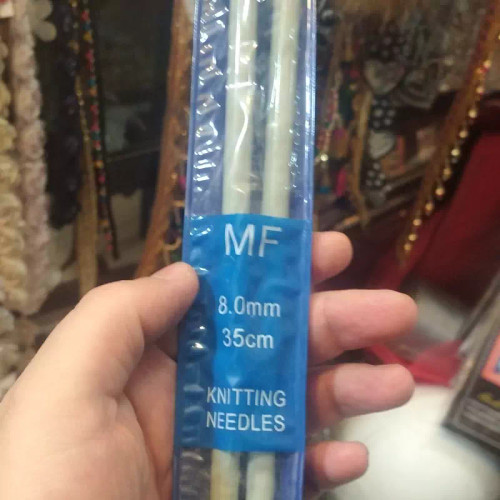 MF
8.0mm
35cm
KNITTING
NEEDLES